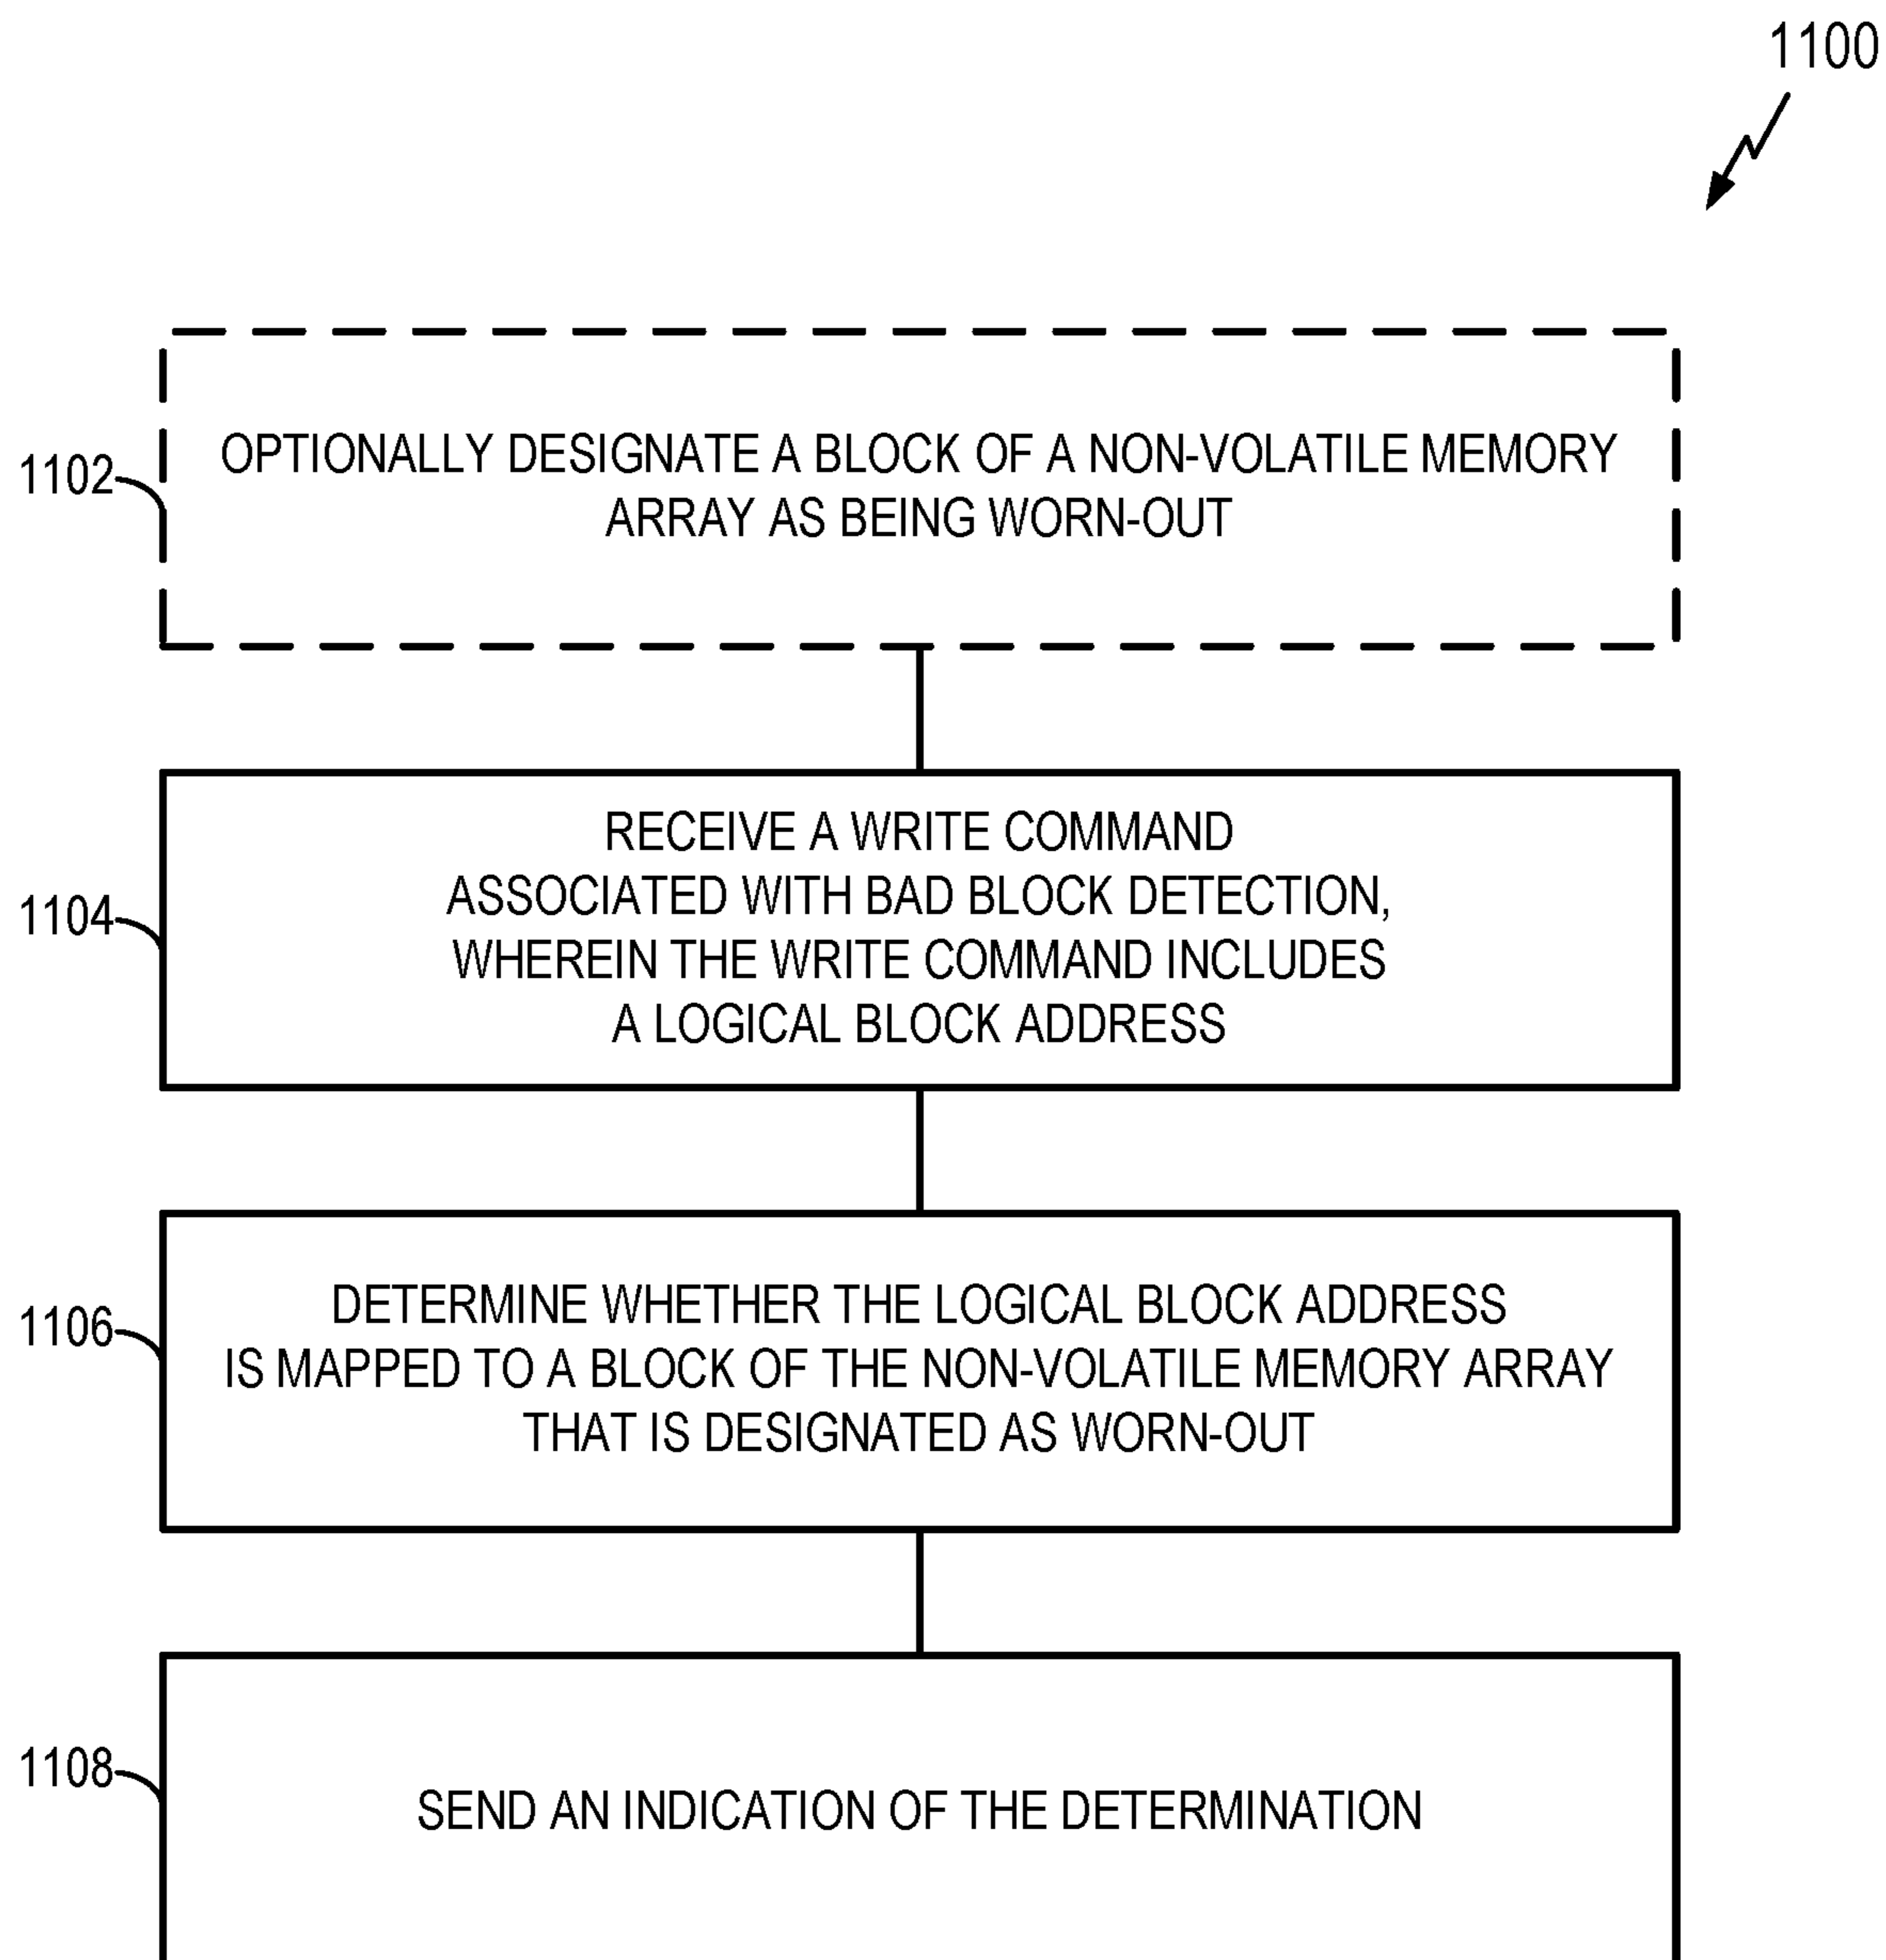 1100
1102
OPTIONALLY DESIGNATE A BLOCK OF A NON-VOLATILE MEMORY
ARRAY AS BEING WORN-OUT
1104
RECEIVE A WRITE COMMAND
ASSOCIATED WITH BAD BLOCK DETECTION,
WHEREIN THE WRITE COMMAND INCLUDES
A LOGICAL BLOCK ADDRESS
1106
DETERMINE WHETHER THE LOGICAL BLOCK ADDRESS
IS MAPPED TO A BLOCK OF THE NON-VOLATILE MEMORY ARRAY
THAT IS DESIGNATED AS WORN-OUT
1108
SEND AN INDICATION OF THE DETERMINATION